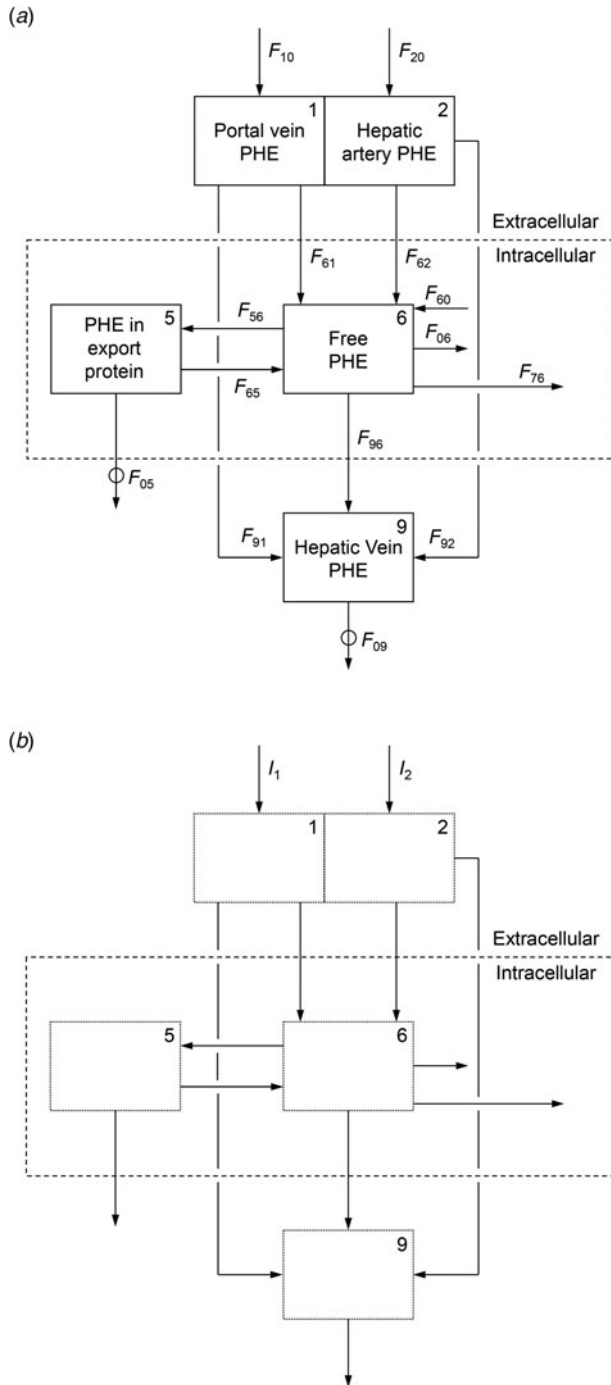 (a)
F10
F20
1
Portal vein
PHE
2
Hepatic
artery PHE
Extracellular
Intracellular
F61
F62
5
PHE in
export
protein
F56
F65
6
Free
PHE
F60
F06
F76
F05
F96
F91
9
Hepatic Vein
PHE
F92
F09
(b)
I1
I2
1
2
Extracellular
Intracellular
5
6
9